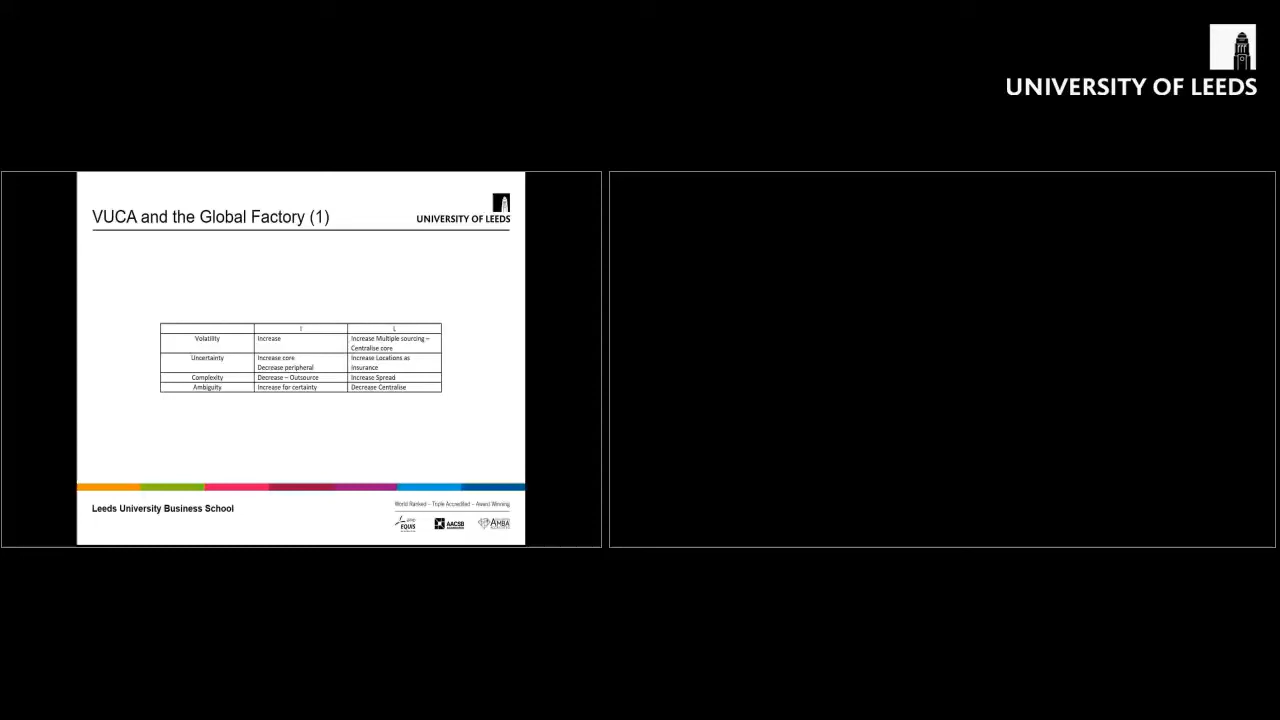 UNIVERSITY OF LEEDS
VUCA and the Global Factory (1)
UNIVERSITY OF LEEDS
I L
Volatility Increase Increase Multiple sourcing –
Centralise core
Uncertainty Increase core Increase Locations as
Decrease peripheral insurance
Complexity Decrease – Outsource Increase Spread
Ambiguity Increase for certainty Decrease Centralise
Leeds University Business School
World Ranked – Triple Accredited – Award Winning
EQUIS AACSB AMBA